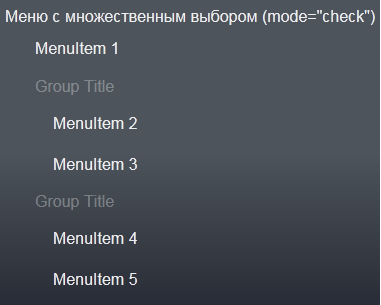 Меню с множественным выбором (mode="check")
MenuItem 1
Group Title
MenuItem 2
MenuItem 3
Group Title
MenuItem 4
MenuItem 5